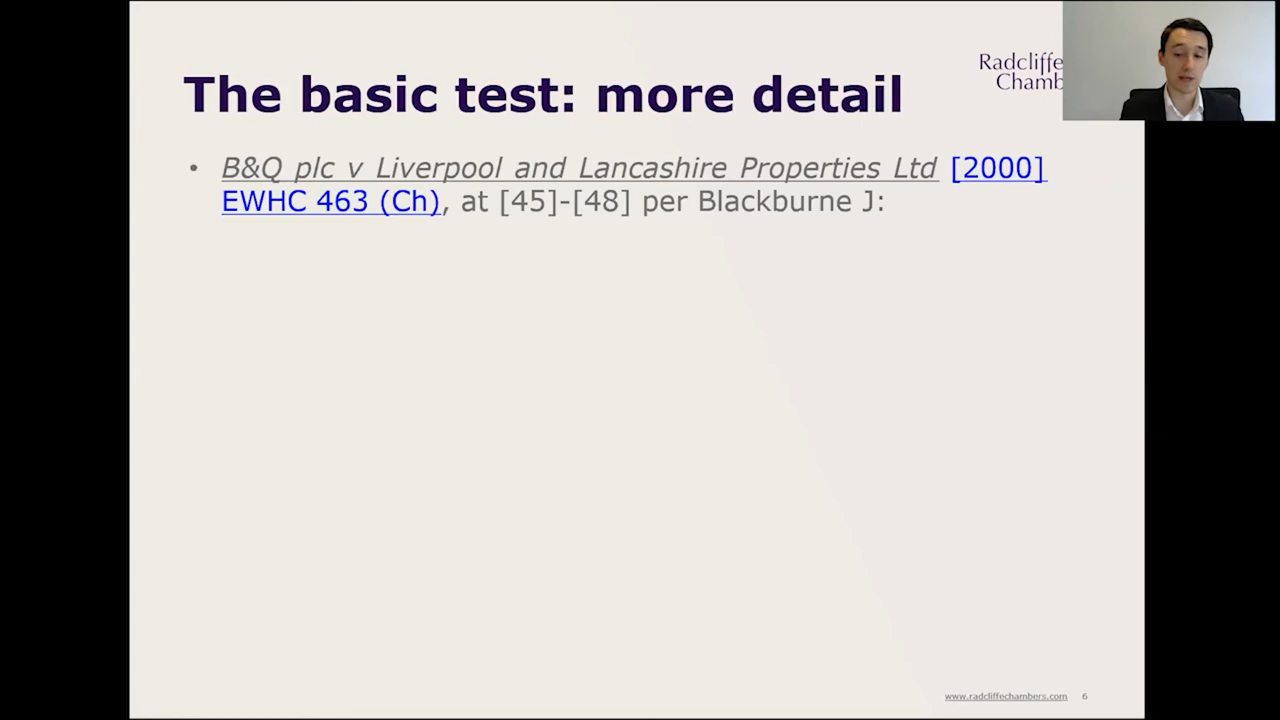 Radcliffe
Chamb
The basic test: more detail
• B&Q plc v Liverpool and Lancashire Properties Ltd [2000]
EWHC 463 (Ch), at [45]-[48] per Blackburne J:
www.radcliffechambers.com 6